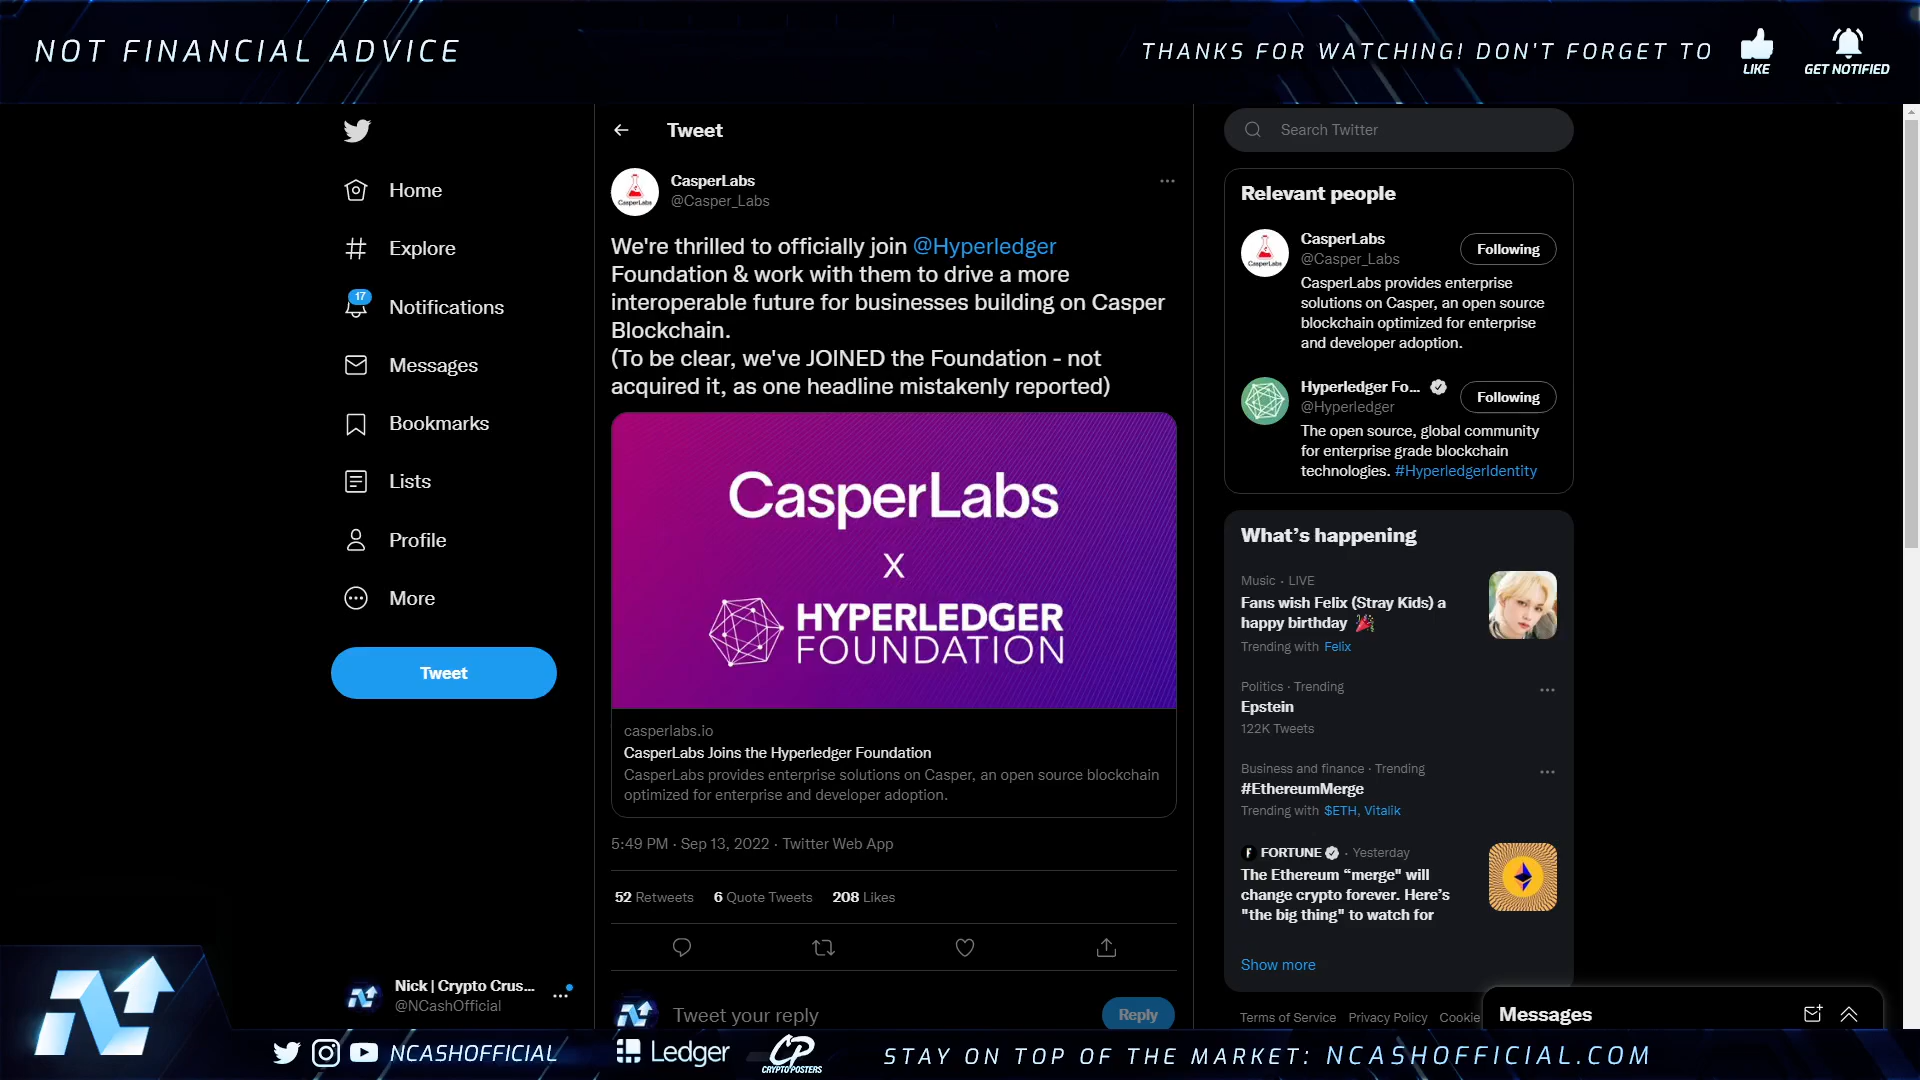 NOT FINANCIAL ADVICE
THANKS FOR WATCHING! DON'T FORGET TO
LIKE
GET NOTIFIED
Home
Explore
17
Notifications
Messages
Bookmarks
Lists
Profile
More
Tweet
Nick | Crypto Crus...
@NCashOfficial
Tweet
CasperLabs
CasperLabs
@Casper_Labs
We're thrilled to officially join @Hyperledger
Foundation & work with them to drive a more
interoperable future for businesses building on Casper
Blockchain.
(To be clear, we've JOINED the Foundation - not
acquired it, as one headline mistakenly reported)
CasperLabs
X
HYPERLEDGER
FOUNDATION
casperlabs.io
CasperLabs Joins the Hyperledger Foundation
CasperLabs provides enterprise solutions on Casper, an open source blockchain
optimized for enterprise and developer adoption.
5:49 PM · Sep 13, 2022 · Twitter Web App
52 Retweets 6 Quote Tweets 208 Likes
Tweet your reply
Reply
Search Twitter
Relevant people
CasperLabs
CasperLabs
@Casper_Labs
Following
CasperLabs provides enterprise
solutions on Casper, an open source
blockchain optimized for enterprise
and developer adoption.
Hyperledger Fo...
@Hyperledger
Following
The open source, global community
for enterprise grade blockchain
technologies. #HyperledgerIdentity
What's happening
Music · LIVE
Fans wish Felix (Stray Kids) a
happy birthday 🎉
Trending with Felix
Politics · Trending
Epstein
122K Tweets
Business and finance · Trending
#EthereumMerge
Trending with $ETH, Vitalik
F FORTUNE · Yesterday
The Ethereum “merge" will
change crypto forever. Here's
"the big thing" to watch for
Show more
Terms of Service Privacy Policy Cookie
Messages
NCASHOFFICIAL
Ledger
CP
CRYPTOPOSTERS
STAY ON TOP OF THE MARKET: NCASHOFFICIAL.COM